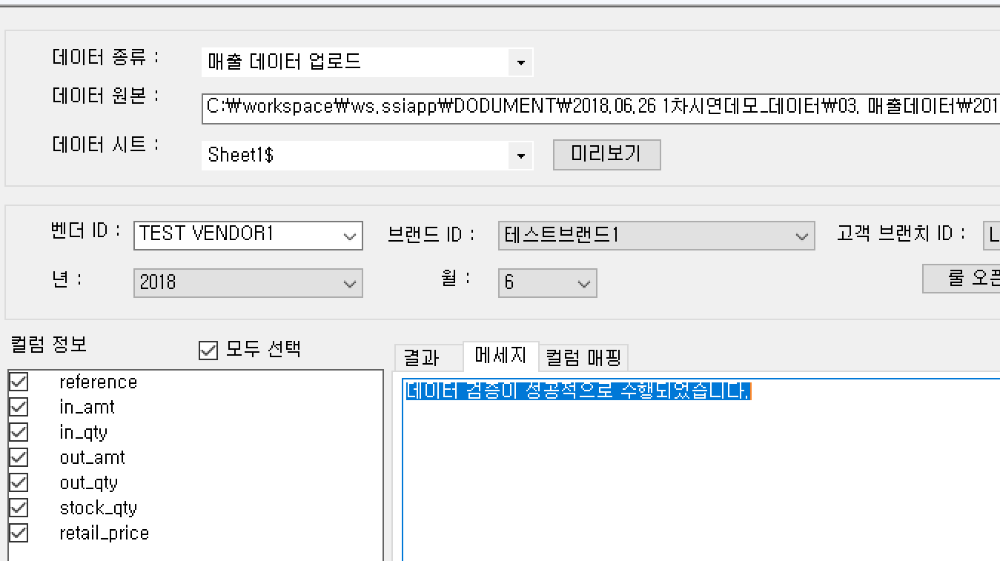 데이터 종류 : 매출 데이터 업로드
데이터 원본 : C:₩workspace₩ws.ssiapp₩DODUMENT₩2018.06.26 1차시연데모_데이터₩03. 매출데이터₩201
데이터 시트 : Sheet1$ 미리보기
벤더 ID : TEST VENDOR1 브랜드 ID : 테스트브랜드1 고객 브랜치 ID : L
년 : 2018 월 : 6 룰 오픈
컬럼 정보 모두 선택
결과 메세지 컬럼 매핑
reference
in_amt
in_qty
out_amt
out_qty
stock_qty
retail_price
데이터 검증이 성공적으로 수행되었습니다.